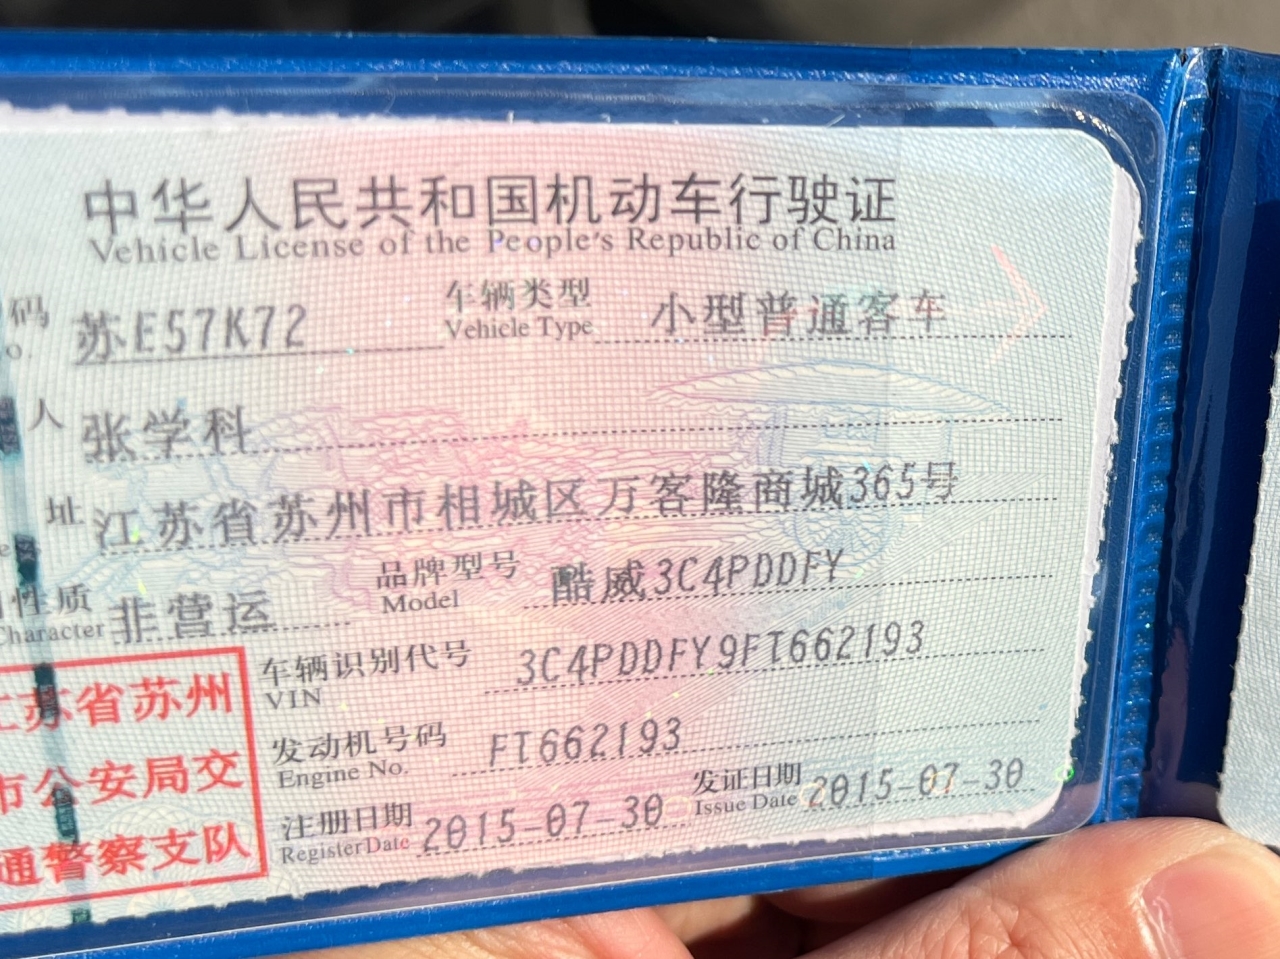 中华人民共和国机动车行驶证
Vehicle License of the People's Republic of China
码 苏E57K72 车辆类型 小型普通客车
o. Vehicle Type
人 张学科
址 江苏省苏州市相城区万客隆商城365号
性质 非营运 品牌型号 酷威3C4PDDFY
Character Model
车辆识别代号 3C4PDDFY9FT662193
VIN
发动机号码 FT662193
Engine No.
注册日期 2015-07-30 发证日期 2015-07-30
Register Date Issue Date
江苏省苏州
市公安局交
通警察支队